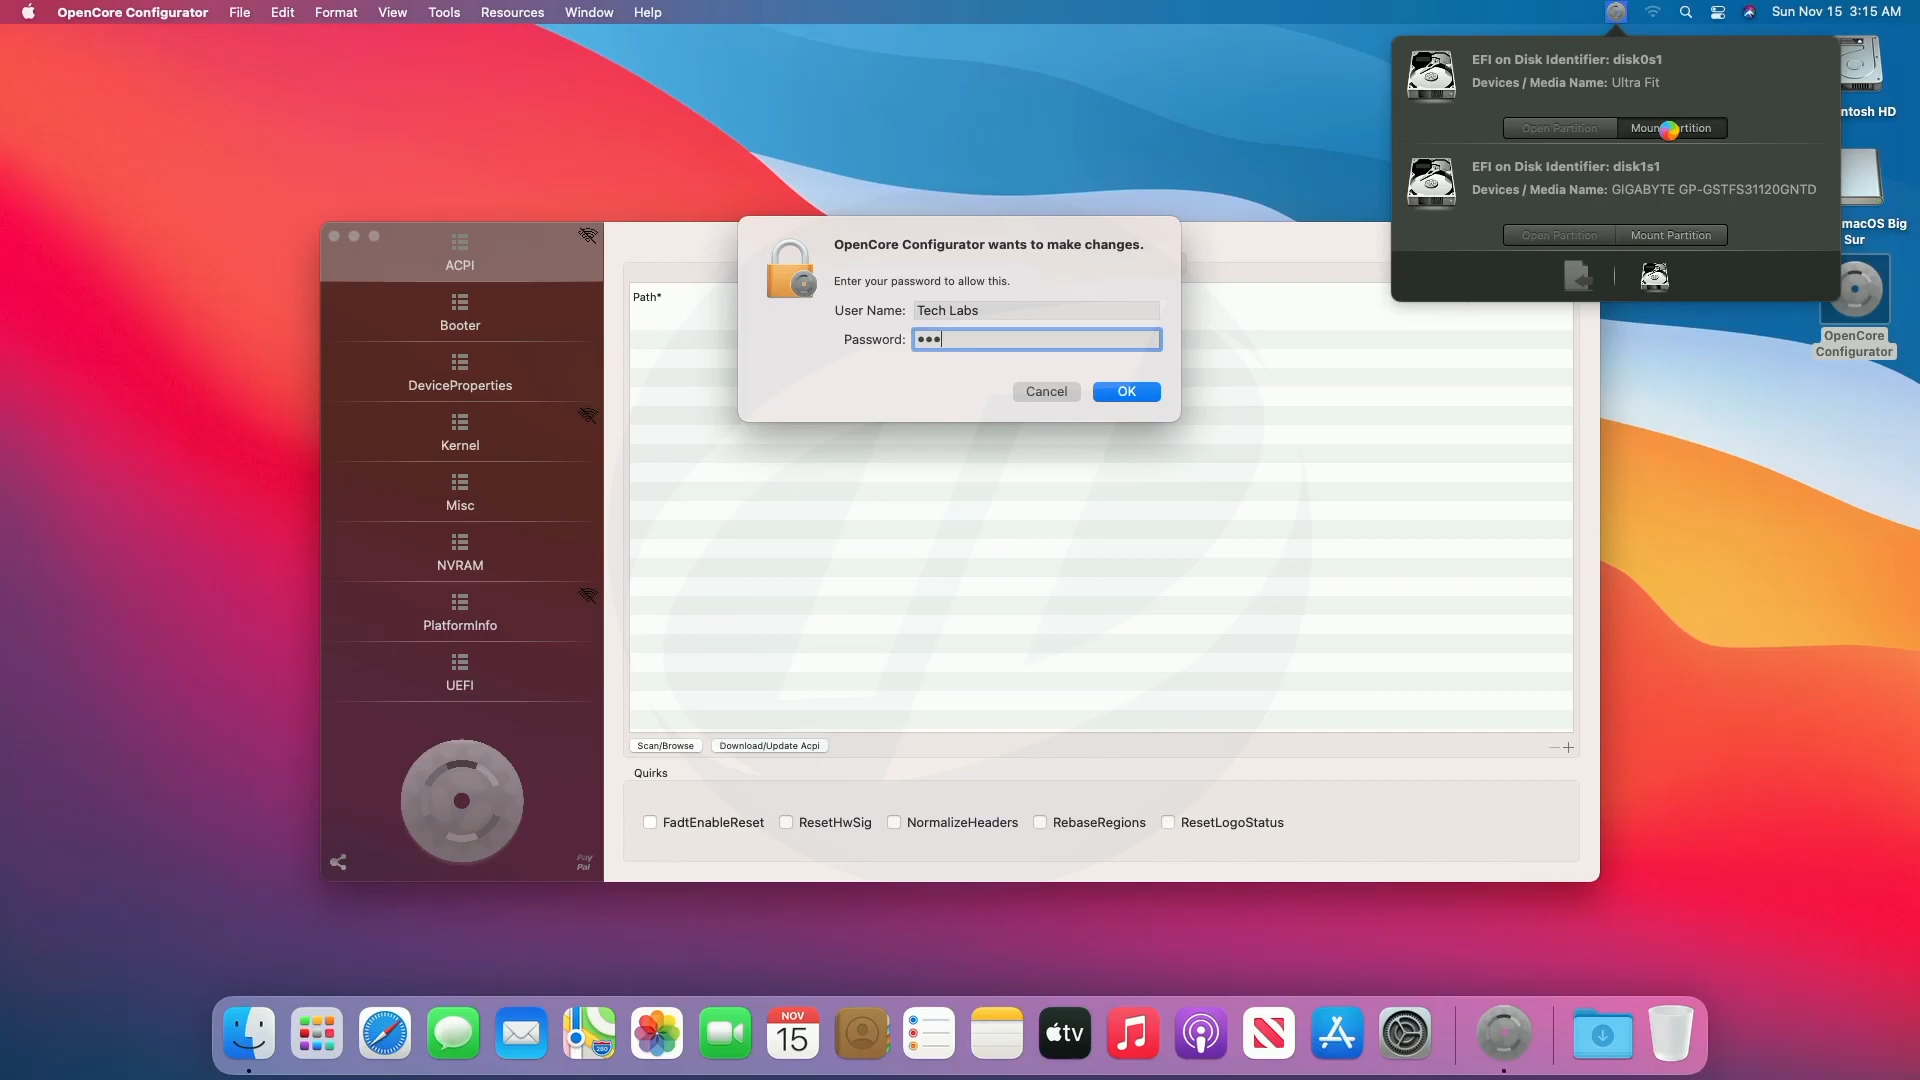 OpenCore Configurator File Edit Format View Tools Resources Window Help Sun Nov 15 3:15 AM
EFI on Disk Identifier: disk0s1
Devices / Media Name: Ultra Fit
Open Partition
EFI on Disk Identifier: disk1s1
Devices / Media Name: GIGABYTE GP-GSTFS31120GNTD
Open Partition Mount Partition
ntosh HD
macOS Big
Sur
OpenCore
Configurator
OpenCore Configurator wants to make changes.
Enter your password to allow this.
User Name: Tech Labs
Password: •••
Cancel OK
ACPI
Booter
DeviceProperties
Kernel
Misc
NVRAM
PlatformInfo
UEFI
Pay
Pal
Path*
Scan/Browse Download/Update Acpi
Quirks
FadtEnableReset ResetHwSig NormalizeHeaders RebaseRegions ResetLogoStatus
NOV
15
280
tv